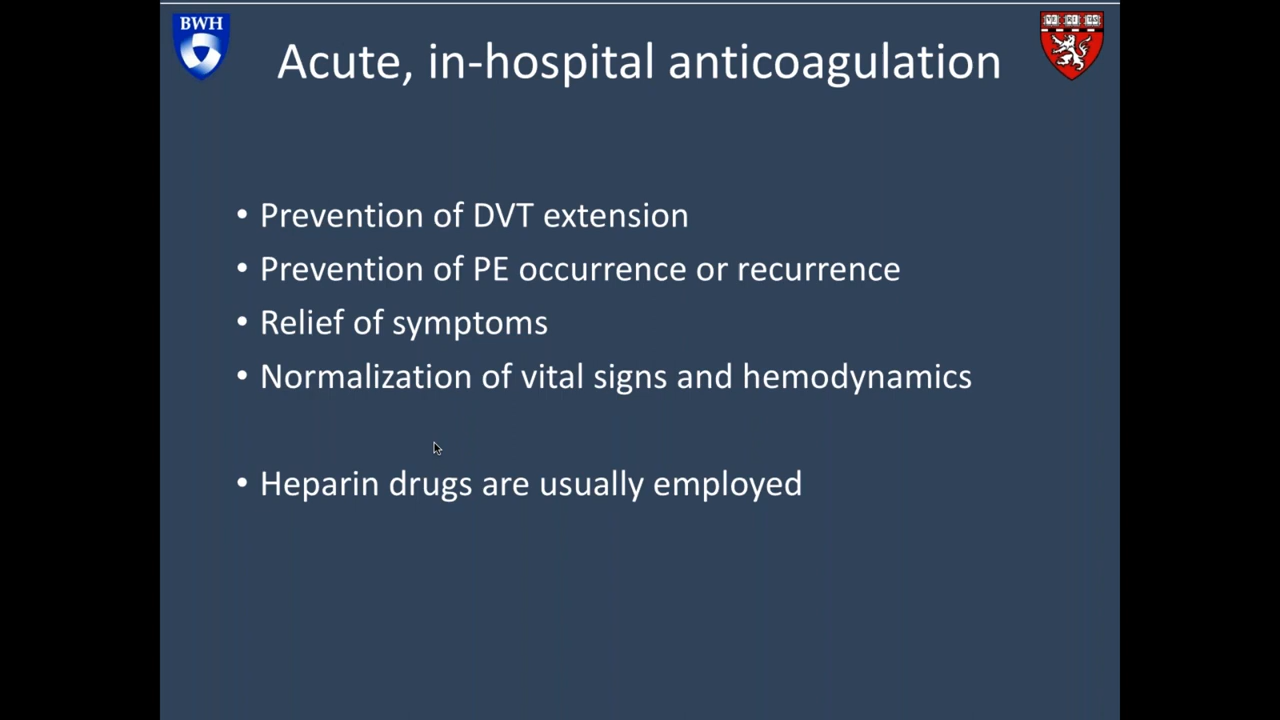 BWH
Acute, in-hospital anticoagulation
• Prevention of DVT extension
• Prevention of PE occurrence or recurrence
• Relief of symptoms
• Normalization of vital signs and hemodynamics
• Heparin drugs are usually employed